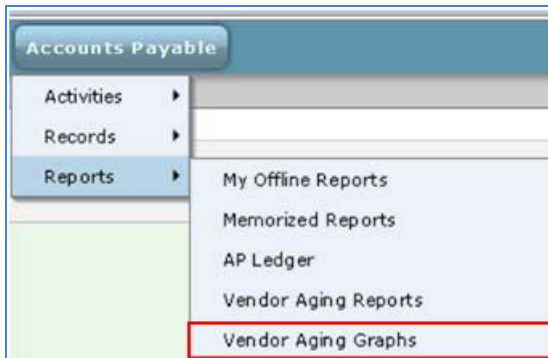 Accounts Payable
Activities
Records
Reports
My Offline Reports
Memorized Reports
AP Ledger
Vendor Aging Reports
Vendor Aging Graphs